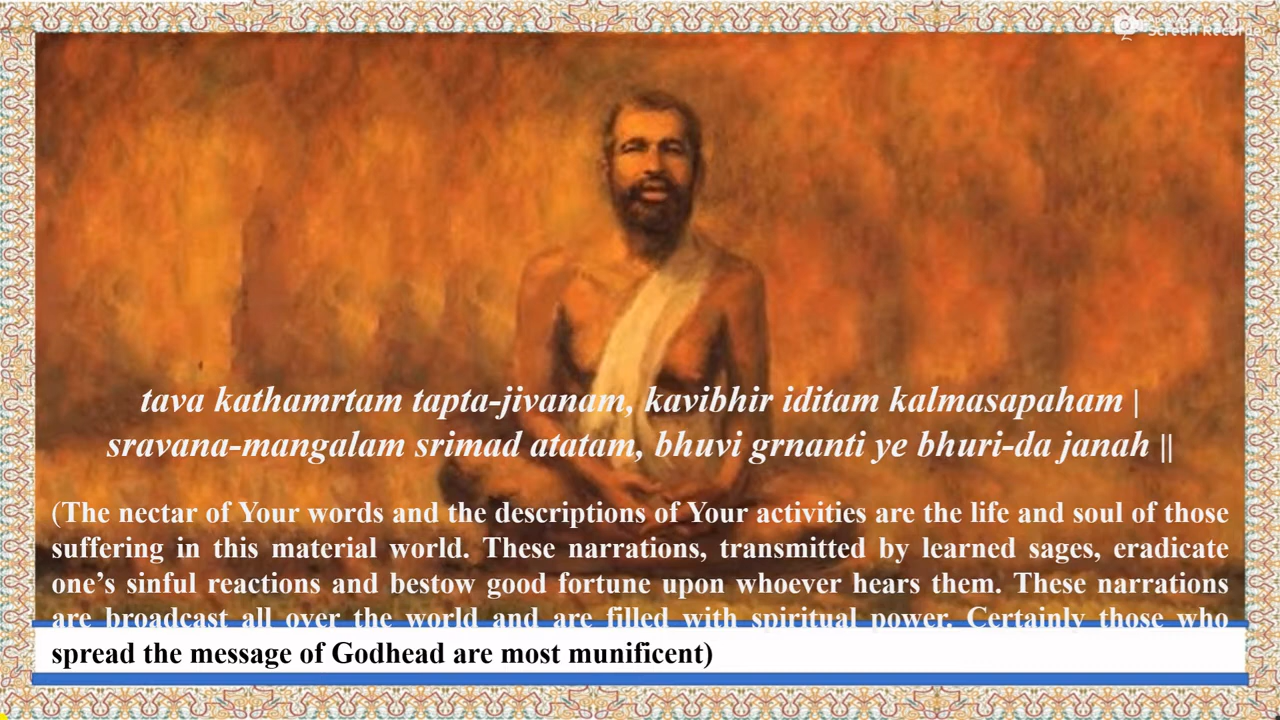 Screen Recorder
tava kathamrtam tapta-jivanam, kavibhir iditam kalmasapaham |
sravana-mangalam srimad atatam, bhuvi grnanti ye bhuri-da janah ||
(The nectar of Your words and the descriptions of Your activities are the life and soul of those
suffering in this material world. These narrations, transmitted by learned sages, eradicate
one’s sinful reactions and bestow good fortune upon whoever hears them. These narrations
are broadcast all over the world and are filled with spiritual power. Certainly those who
spread the message of Godhead are most munificent)